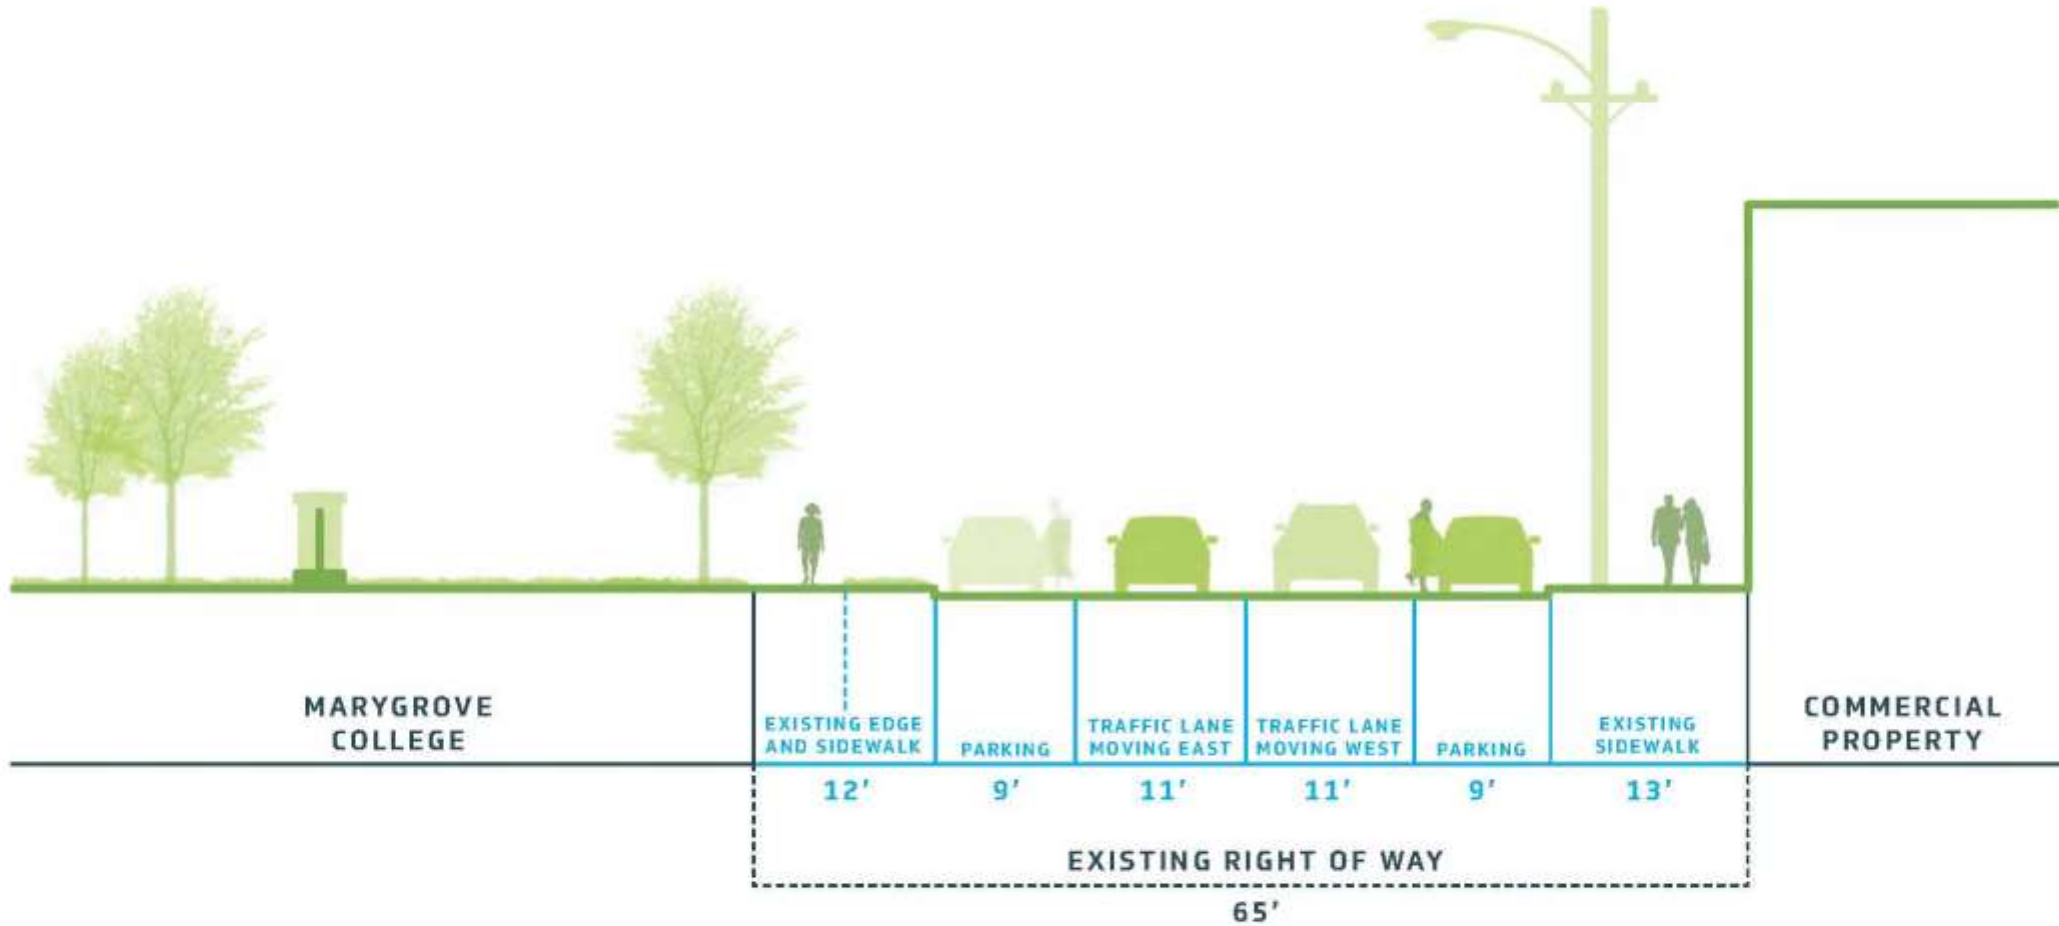 MARYGROVE
COLLEGE
EXISTING EDGE
AND SIDEWALK
PARKING
TRAFFIC LANE
MOVING EAST
TRAFFIC LANE
MOVING WEST
PARKING
EXISTING
SIDEWALK
COMMERCIAL
PROPERTY
12' 9' 11' 11' 9' 13'
EXISTING RIGHT OF WAY
65'